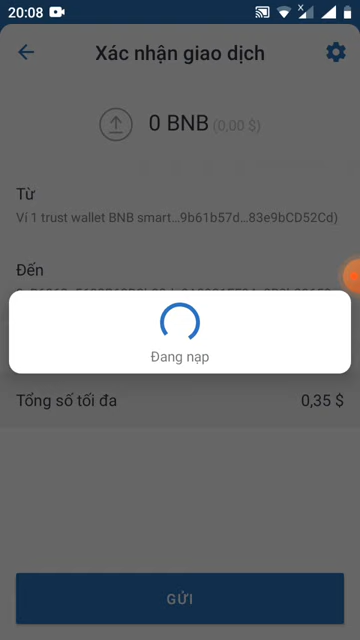 20:08
Xác nhận giao dịch
0 BNB (0,00 $)
Từ
Ví 1 trust wallet BNB smart...9b61b57d...83e9bCD52Cd)
Đến
Đang nạp
Tổng số tối đa 0,35 $
GỬI